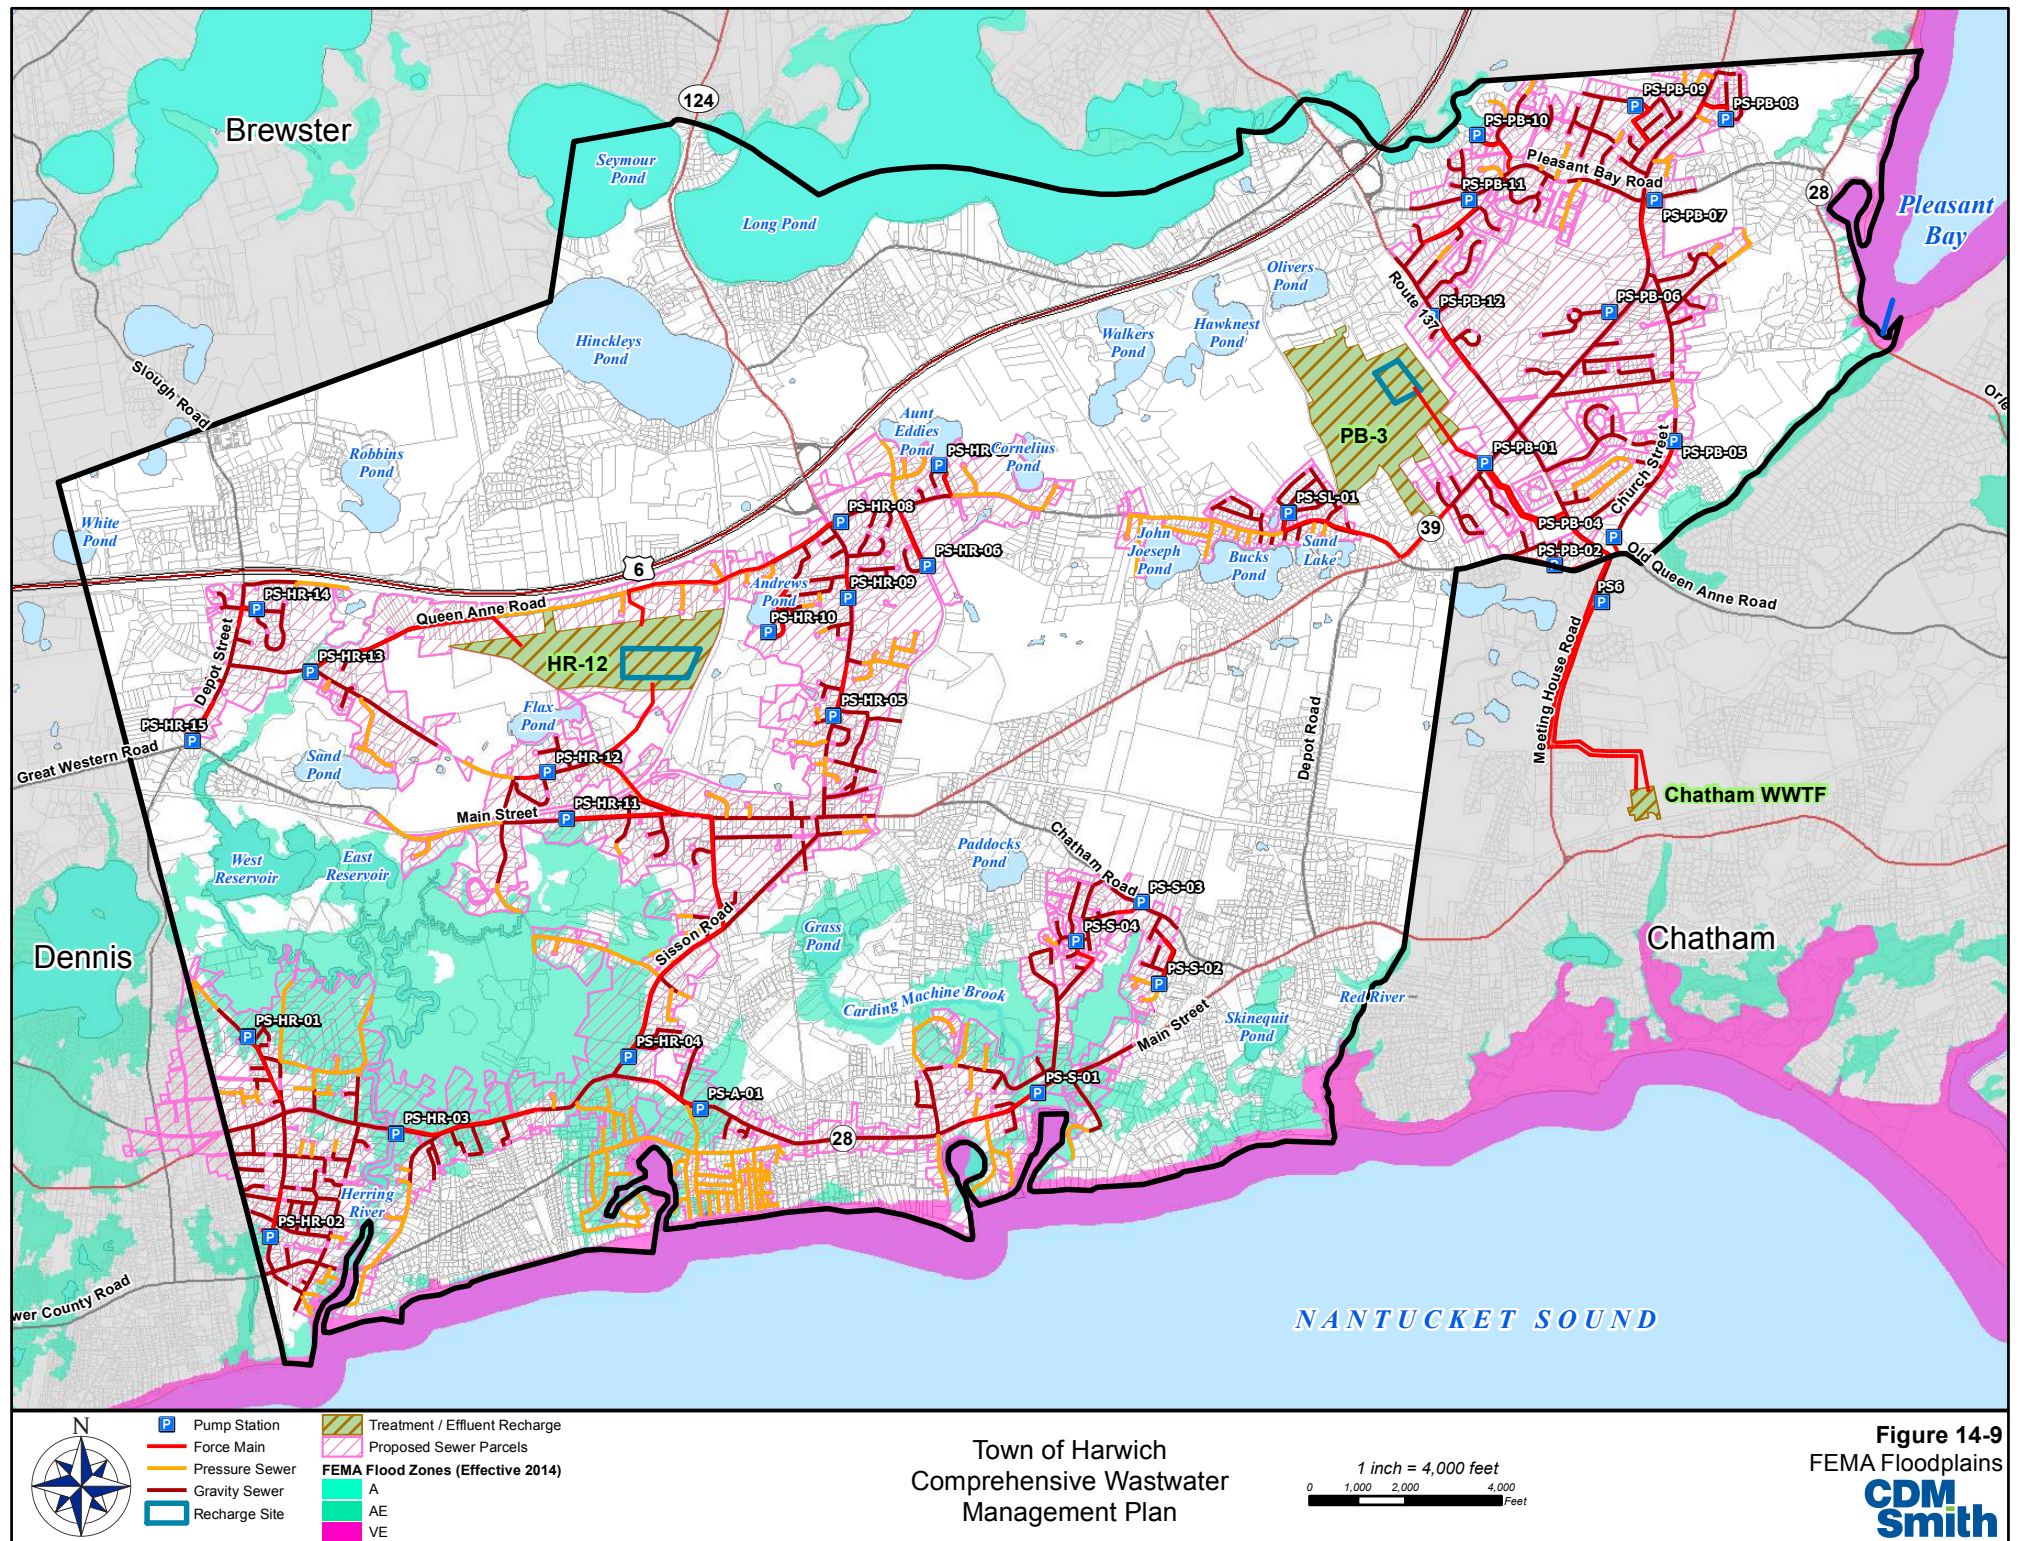 Brewster
124
Seymour
Pond
Long Pond
PS-PB-09
PS-PB-08
PS-PB-10
Pleasant Bay Road
PS-PB-11
PS-PB-07
28
Pleasant
Bay
Olivers
Pond
Hawknest
Pond
Walkers
Pond
Route 137
PS-PB-12
PS-PB-06
Hinckleys
Pond
Slough Road
PB-3
Aunt
Eddies
Pond
PS-HR
Cornelius
Pond
PS-PB-01
Church Street
PS-PB-05
Robbins
Pond
White
Pond
PS-HR-08
PS-SL-01
39
PS-PB-04
PS-PB-02
Old Queen Anne Road
John
Joeseph
Pond
Bucks
Pond
Sand
Lake
6
PS-HR-06
PS-HR-09
Andrews
Pond
PS-HR-10
PS6
PS-HR-14
Queen Anne Road
Depot Street
PS-HR-13
HR-12
Meeting House Road
PS-HR-15
Great Western Road
Flax
Pond
PS-HR-05
Sand
Pond
PS-HR-12
Depot Road
Chatham WWTF
Main Street
PS-HR-11
West
Reservoir
East
Reservoir
Paddocks
Pond
Chatham Road
PS-S-03
Dennis
Sisson Road
Grass
Pond
PS-S-04
PS-S-02
Chatham
Carding Machine Brook
Main Street
Red River
Skinequit
Pond
PS-HR-01
PS-HR-04
PS-A-01
PS-S-01
PS-HR-03
28
Herring
River
PS-HR-02
wer County Road
NANTUCKET SOUND
N
P Pump Station
Force Main
Pressure Sewer
Gravity Sewer
Recharge Site
Treatment / Effluent Recharge
Proposed Sewer Parcels
FEMA Flood Zones (Effective 2014)
A
AE
VE
Town of Harwich
Comprehensive Wastwater
Management Plan
1 inch = 4,000 feet
0 1,000 2,000 4,000
Feet
Figure 14-9
FEMA Floodplains
CDM
Smith